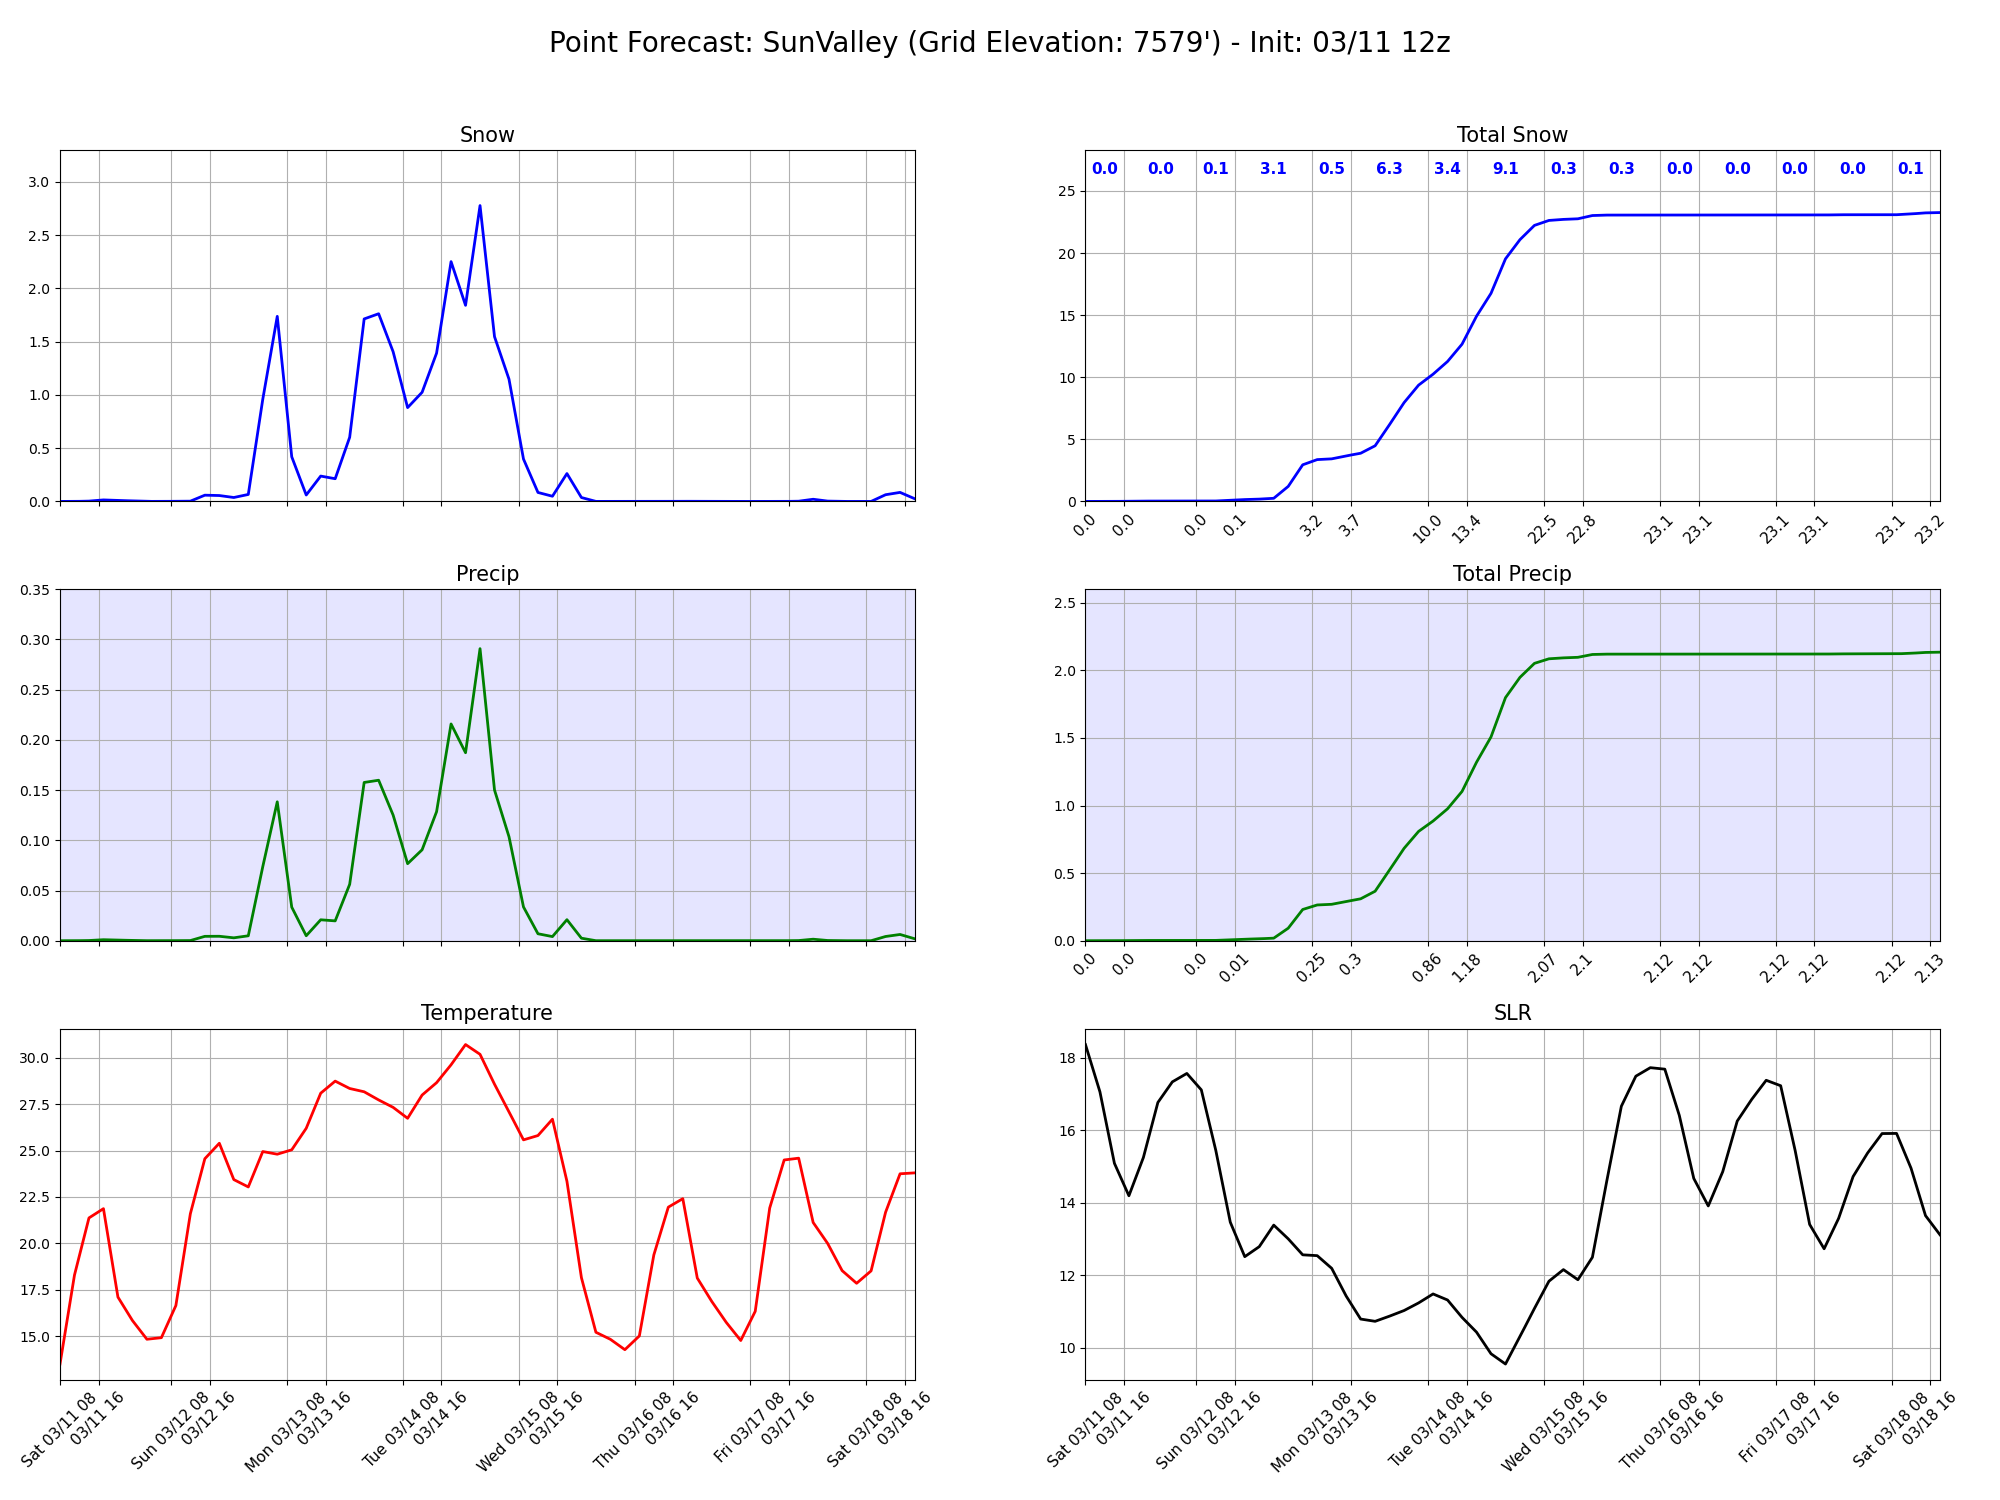 Point Forecast: SunValley (Grid Elevation: 7579') - Init: 03/11 12z
Snow
3.0
2.5
2.0
1.5
1.0
0.5
0.0
Total Snow
0.0 0.0 0.1 3.1 0.5 6.3 3.4 9.1 0.3 0.3 0.0 0.0 0.0 0.0 0.1
25
20
15
10
5
0
0.0 0.0 0.0 0.1 3.2 3.7 10.0 13.4 22.5 22.8 23.1 23.1 23.1 23.1 23.1 23.2
Precip
0.35
0.30
0.25
0.20
0.15
0.10
0.05
0.00
Total Precip
2.5
2.0
1.5
1.0
0.5
0.0
0.0 0.0 0.0 0.01 0.25 0.3 0.86 1.18 2.07 2.1 2.12 2.12 2.12 2.12 2.12 2.13
Temperature
30.0
27.5
25.0
22.5
20.0
17.5
15.0
Sat 03/11 08
03/11 16
Sun 03/12 08
03/12 16
Mon 03/13 08
03/13 16
Tue 03/14 08
03/14 16
Wed 03/15 08
03/15 16
Thu 03/16 08
03/16 16
Fri 03/17 08
03/17 16
Sat 03/18 08
03/18 16
SLR
18
16
14
12
10
Sat 03/11 08
03/11 16
Sun 03/12 08
03/12 16
Mon 03/13 08
03/13 16
Tue 03/14 08
03/14 16
Wed 03/15 08
03/15 16
Thu 03/16 08
03/16 16
Fri 03/17 08
03/17 16
Sat 03/18 08
03/18 16